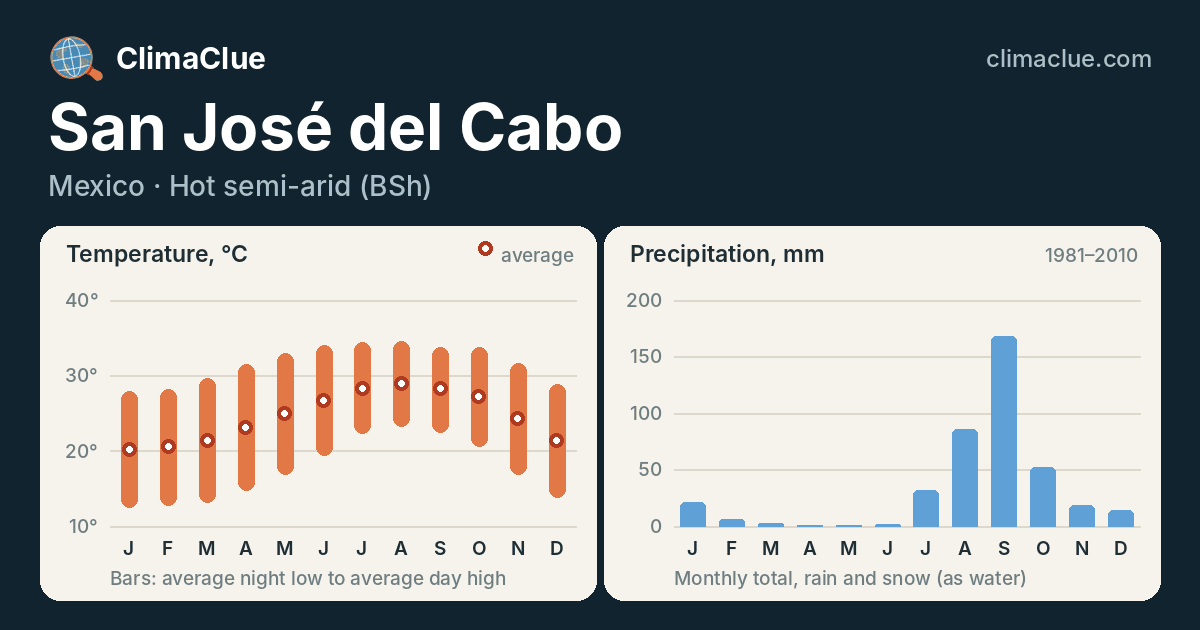 ClimaClue
climaclue.com
San José del Cabo
Mexico · Hot semi-arid (BSh)
Temperature, °C
average
40°
30°
20°
10°
J F M A M J J A S O N D
Bars: average night low to average day high
Precipitation, mm
1981–2010
200
150
100
50
0
J F M A M J J A S O N D
Monthly total, rain and snow (as water)